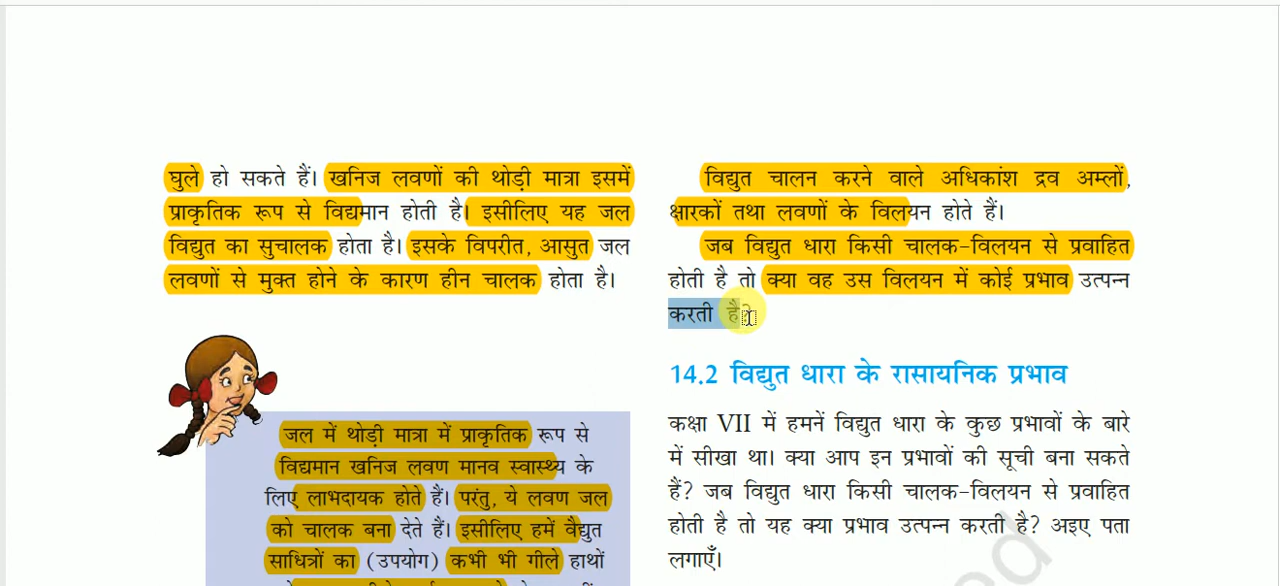 घुले हो सकते हैं। खनिज लवणों की थोड़ी मात्रा इसमें
प्राकृतिक रूप से विद्यमान होती है। इसीलिए यह जल
विद्युत का सुचालक होता है। इसके विपरीत, आसुत जल
लवणों से मुक्त होने के कारण हीन चालक होता है।
जल में थोड़ी मात्रा में प्राकृतिक रूप से
विद्यमान खनिज लवण मानव स्वास्थ्य के
लिए लाभदायक होते हैं। परंतु, ये लवण जल
को चालक बना देते हैं। इसीलिए हमें वैद्युत
साधित्रों का (उपयोग) कभी भी गीले हाथों
विद्युत चालन करने वाले अधिकांश द्रव अम्लों,
क्षारकों तथा लवणों के विलयन होते हैं।
जब विद्युत धारा किसी चालक-विलयन से प्रवाहित
होती है तो क्या वह उस विलयन में कोई प्रभाव उत्पन्न
करती है?
14.2 विद्युत धारा के रासायनिक प्रभाव
कक्षा VII में हमनें विद्युत धारा के कुछ प्रभावों के बारे
में सीखा था। क्या आप इन प्रभावों की सूची बना सकते
हैं? जब विद्युत धारा किसी चालक-विलयन से प्रवाहित
होती है तो यह क्या प्रभाव उत्पन्न करती है? अइए पता
लगाएँ।